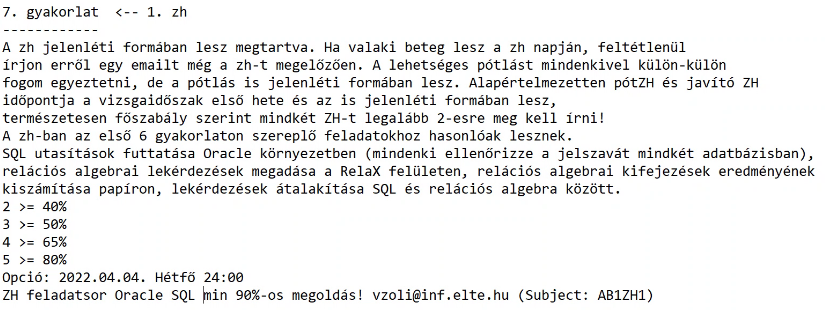 7. gyakorlat  <-- 1. zh
------------
A zh jelenléti formában lesz megtartva. Ha valaki beteg lesz a zh napján, feltétlenül
írjon erről egy emailt még a zh-t megelőzően. A lehetséges pótlást mindenkivel külön-külön
fogom egyeztetni, de a pótlás is jelenléti formában lesz. Alapértelmezetten pótZH és javító ZH
időpontja a vizsgaidőszak első hete és az is jelenléti formában lesz,
természetesen főszabály szerint mindkét ZH-t legalább 2-esre meg kell írni!
A zh-ban az első 6 gyakorlaton szereplő feladatokhoz hasonlóak lesznek.
SQL utasítások futtatása Oracle környezetben (mindenki ellenőrizze a jelszavát mindkét adatbázisban),
relációs algebrai lekérdezések megadása a RelaX felületen, relációs algebrai kifejezések eredményének
kiszámítása papíron, lekérdezések átalakítása SQL és relációs algebra között.
2 >= 40%
3 >= 50%
4 >= 65%
5 >= 80%
Opció: 2022.04.04. Hétfő 24:00
ZH feladatsor Oracle SQL min 90%-os megoldás! vzoli@inf.elte.hu (Subject: AB1ZH1)